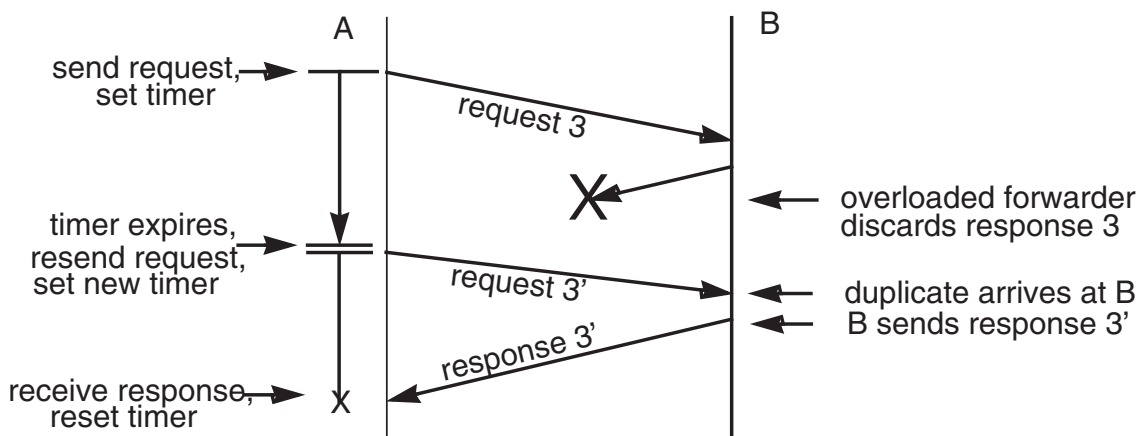 A
B
send request,
set timer
request 3
X
overloaded forwarder
discards response 3
timer expires,
resend request,
set new timer
request 3’
duplicate arrives at B
B sends response 3’
response 3’
receive response,
reset timer
X